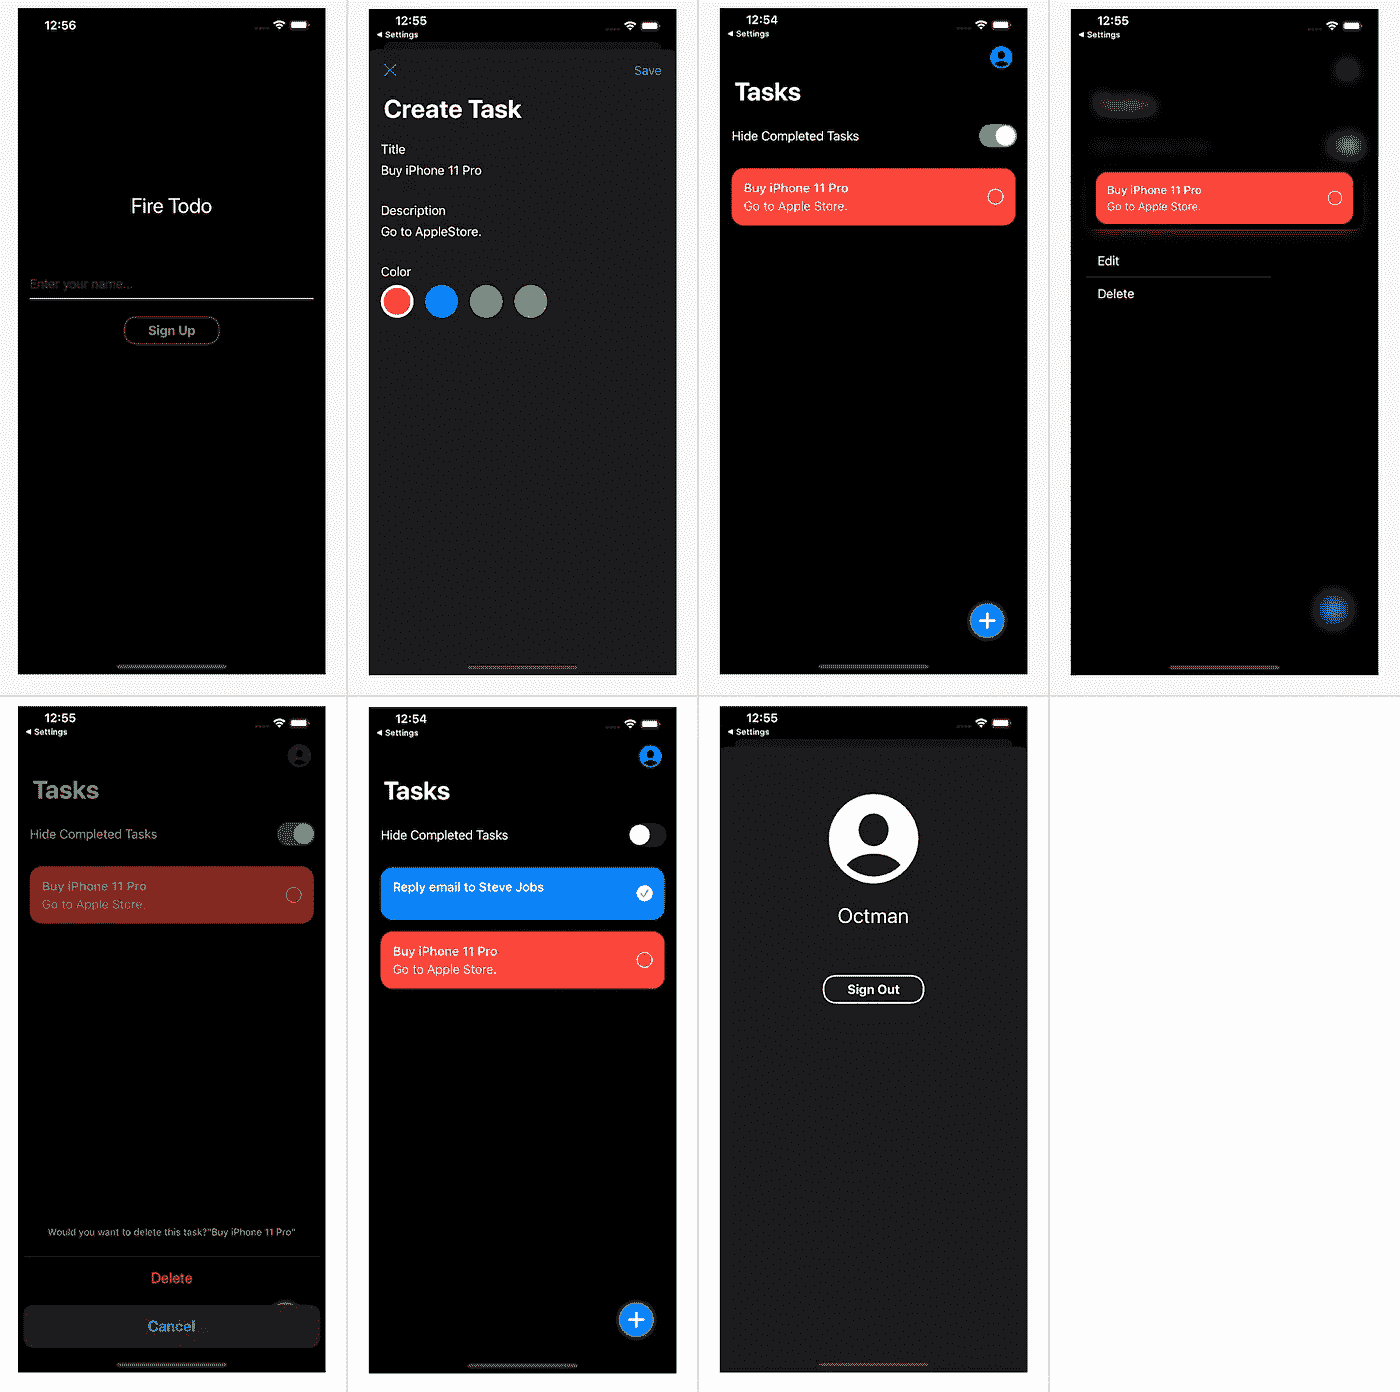 12:56
Fire Todo
Enter your name...
Sign Up
12:55
◀ Settings
Save
Create Task
Title
Buy iPhone 11 Pro
Description
Go to AppleStore.
Color
12:54
◀ Settings
Tasks
Hide Completed Tasks
Buy iPhone 11 Pro
Go to Apple Store.
12:55
◀ Settings
Buy iPhone 11 Pro
Go to Apple Store.
Edit
Delete
12:55
◀ Settings
Tasks
Hide Completed Tasks
Buy iPhone 11 Pro
Go to Apple Store.
Would you want to delete this task?"Buy iPhone 11 Pro"
Delete
Cancel
12:54
◀ Settings
Tasks
Hide Completed Tasks
Reply email to Steve Jobs
Buy iPhone 11 Pro
Go to Apple Store.
12:55
◀ Settings
Octman
Sign Out